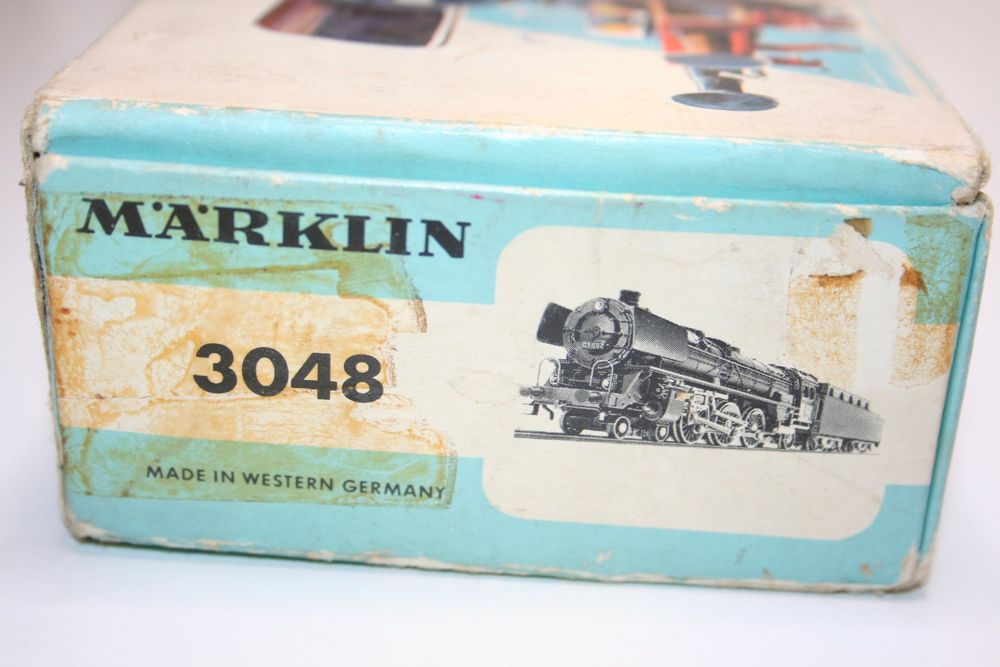 MÄRKLIN
3048
MADE IN WESTERN GERMANY